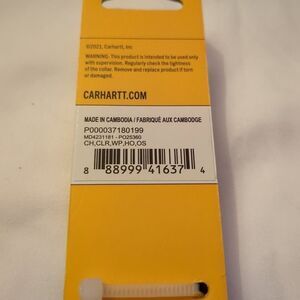 ©2021, Carhartt, Inc
WARNING: This product is intended to be used only
with supervision. Regularly check the tightness
of the collar. Remove and replace product if torn
or damaged.
CARHARTT.COM
MADE IN CAMBODIA / FABRIQUÉ AUX CAMBODGE
P000037180199
MD4231181 - PO25360
CH,CLR,WP,HO,OS
8 88999 41637 4